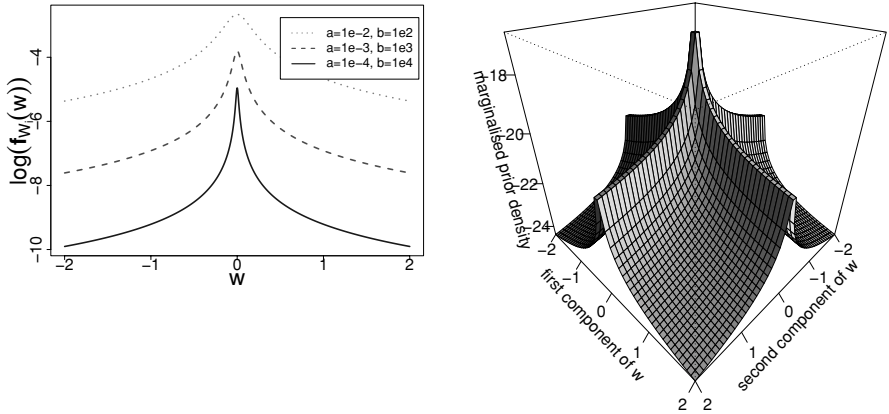 log(f_{W_i}(w))
−4
−6
−8
−10
a=1e−2, b=1e2
a=1e−3, b=1e3
a=1e−4, b=1e4
−2
−1
0
1
2
w
marginalised prior density
−18
−20
−22
−24
−2
−1
0
1
2
first component of w
−2
−1
0
1
2
second component of w